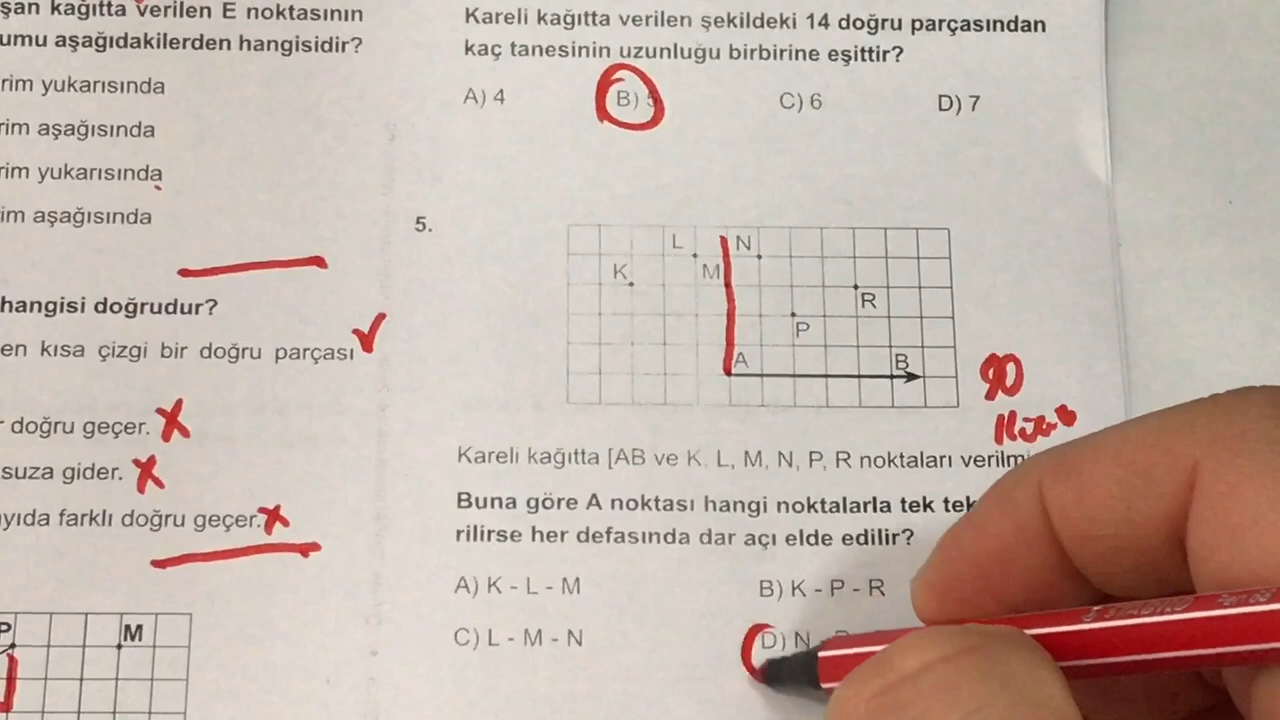 şan kağıtta verilen E noktasının
umu aşağıdakilerden hangisidir?
rim yukarısında
rim aşağısında
rim yukarısında
im aşağısında
hangisi doğrudur?
en kısa çizgi bir doğru parçası
doğru geçer.
suza gider.
yıda farklı doğru geçer.
P
M
Kareli kağıtta verilen şekildeki 14 doğru parçasından
kaç tanesinin uzunluğu birbirine eşittir?
A) 4
B) 5
C) 6
D) 7
5.
L
N
K
M
R
P
A
B
90
Kareli kağıtta [AB ve K, L, M, N, P, R noktaları verilm
Buna göre A noktası hangi noktalarla tek tek
rilirse her defasında dar açı elde edilir?
A) K - L - M
B) K - P - R
C) L - M - N
D) N -